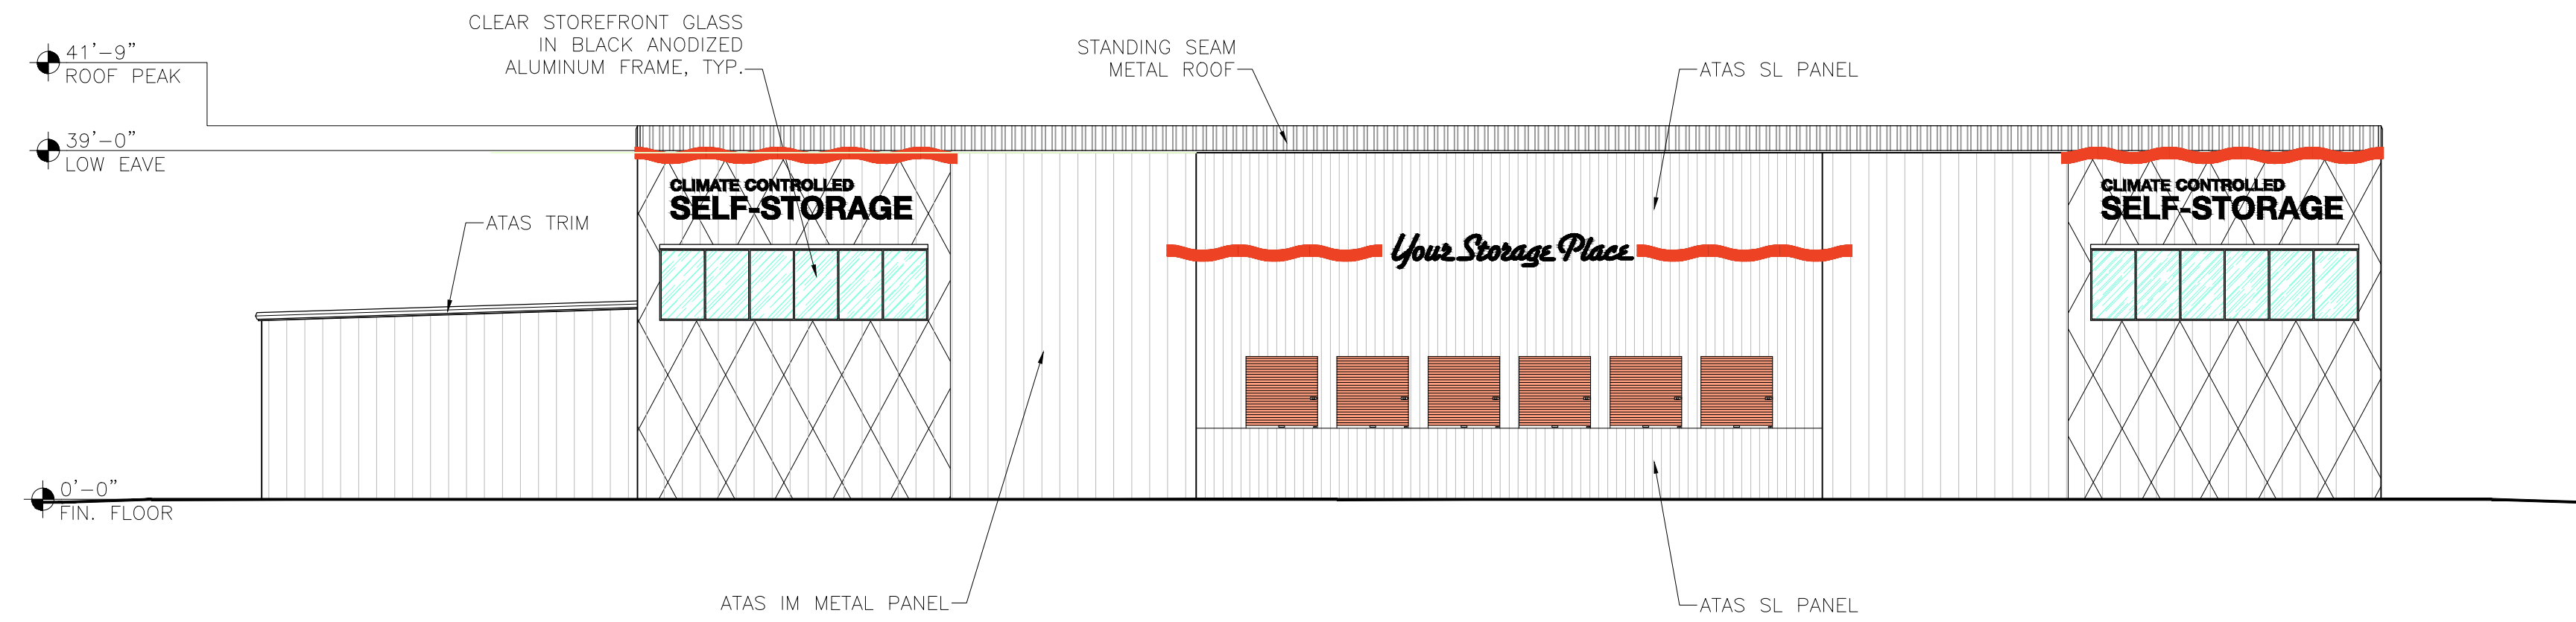 CLEAR STOREFRONT GLASS
IN BLACK ANODIZED
ALUMINUM FRAME, TYP.
STANDING SEAM
METAL ROOF
ATAS SL PANEL
41'-9"
ROOF PEAK
39'-0"
LOW EAVE
CLIMATE CONTROLLED
SELF-STORAGE
CLIMATE CONTROLLED
SELF-STORAGE
ATAS TRIM
Your Storage Place
0'-0"
FIN. FLOOR
ATAS IM METAL PANEL
ATAS SL PANEL